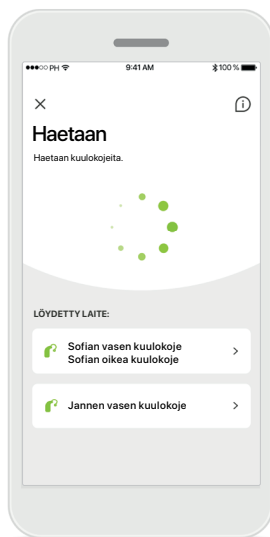 PH 9:41 AM 100 %
Haetaan
Haetaan kuulokojeita.
LÖYDETTY LAITE:
Sofian vasen kuulokoje
Sofian oikea kuulokoje
Jannen vasen kuulokoje